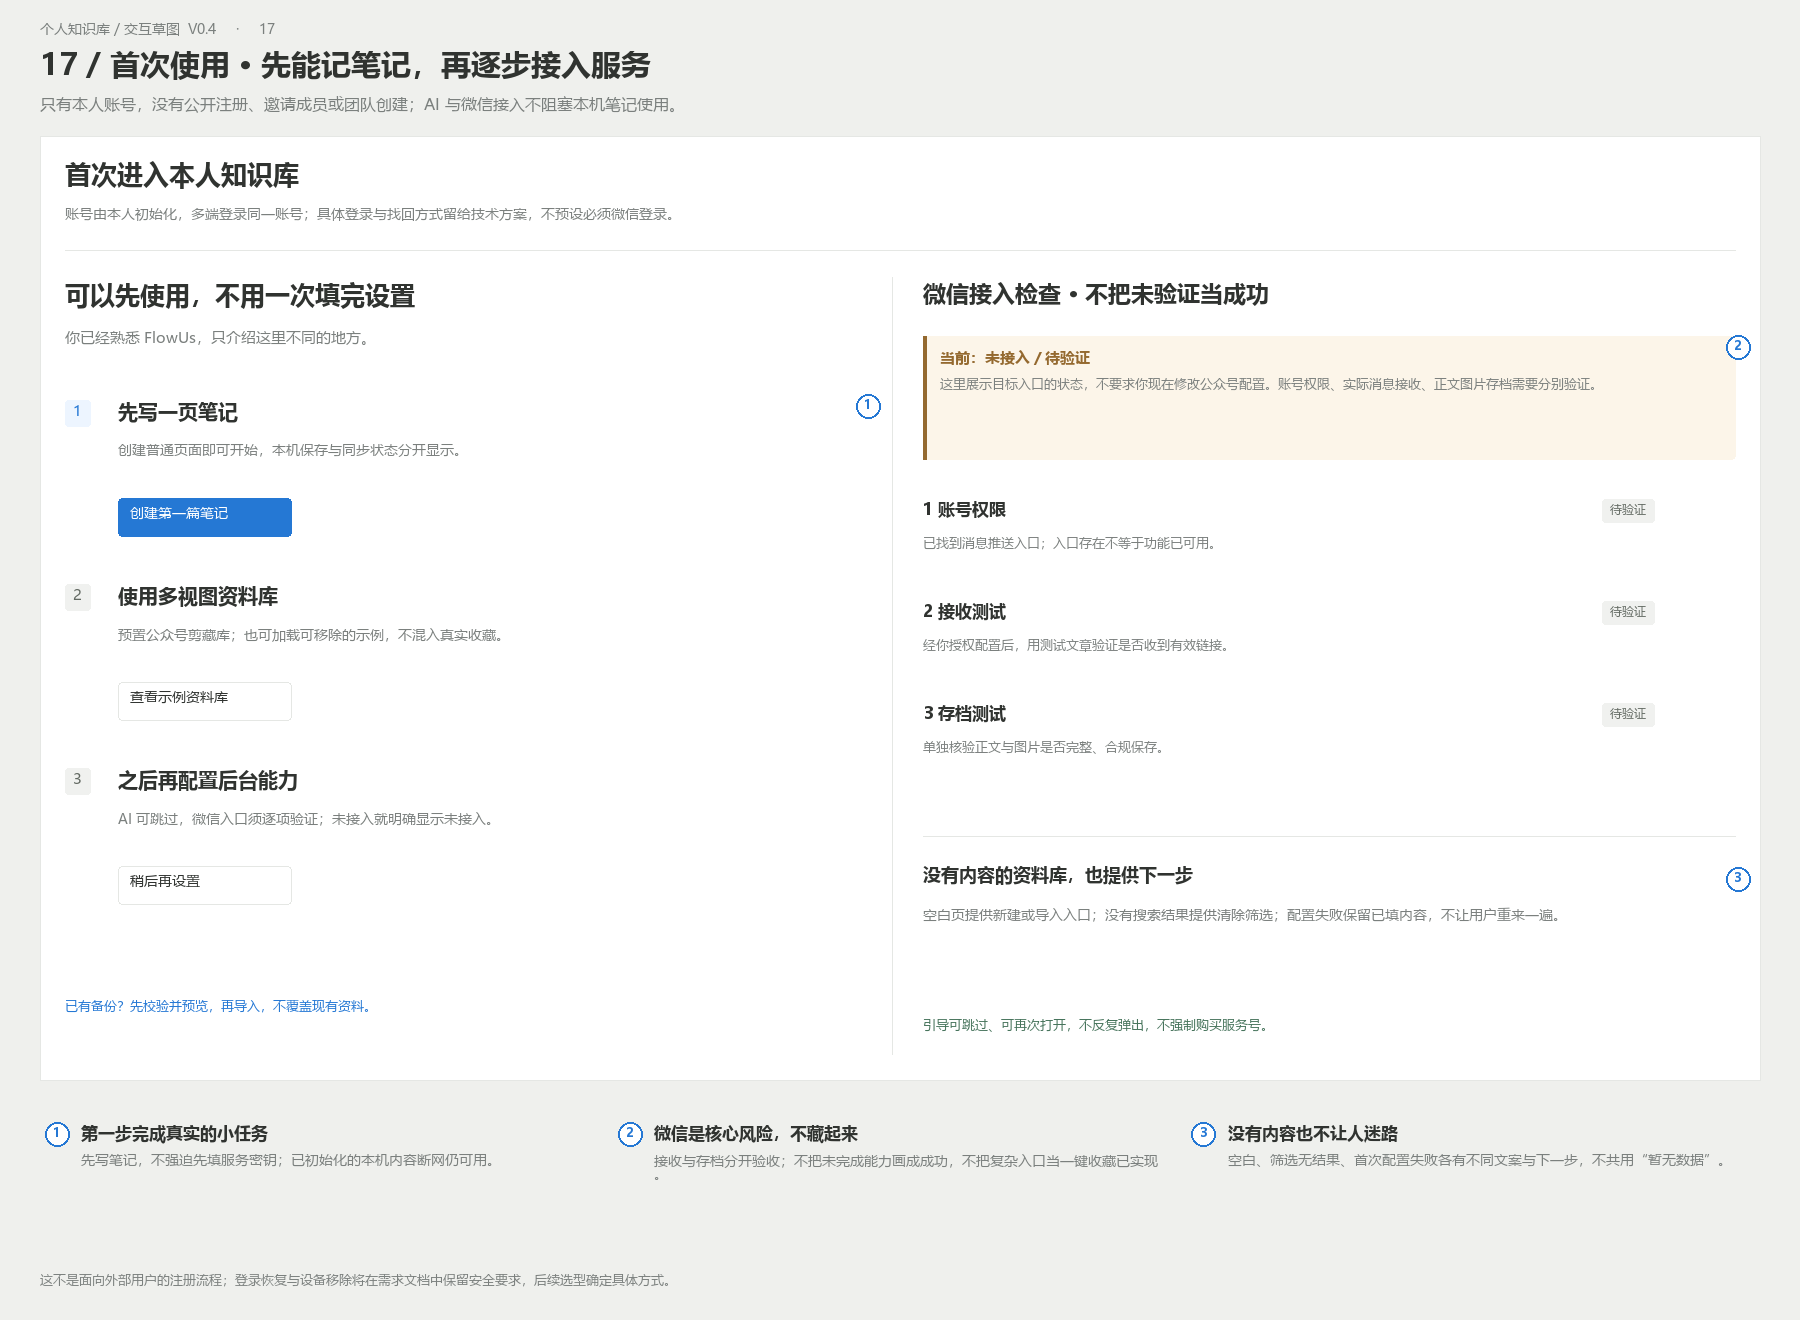 个人知识库 / 交互草图  V0.4  ·  17
17 / 首次使用 • 先能记笔记，再逐步接入服务
只有本人账号，没有公开注册、邀请成员或团队创建；AI 与微信接入不阻塞本机笔记使用。
首次进入本人知识库
账号由本人初始化，多端登录同一账号；具体登录与找回方式留给技术方案，不预设必须微信登录。
可以先使用，不用一次填完设置
你已经熟悉 FlowUs，只介绍这里不同的地方。
1
先写一页笔记
1
创建普通页面即可开始，本机保存与同步状态分开显示。
创建第一篇笔记
2
使用多视图资料库
预置公众号剪藏库；也可加载可移除的示例，不混入真实收藏。
查看示例资料库
3
之后再配置后台能力
AI 可跳过，微信入口须逐项验证；未接入就明确显示未接入。
稍后再设置
已有备份？先校验并预览，再导入，不覆盖现有资料。
微信接入检查 • 不把未验证当成功
2
当前：未接入 / 待验证
这里展示目标入口的状态，不要求你现在修改公众号配置。账号权限、实际消息接收、正文图片存档需要分别验证。
1 账号权限
待验证
已找到消息推送入口；入口存在不等于功能已可用。
2 接收测试
待验证
经你授权配置后，用测试文章验证是否收到有效链接。
3 存档测试
待验证
单独核验正文与图片是否完整、合规保存。
没有内容的资料库，也提供下一步
3
空白页提供新建或导入入口；没有搜索结果提供清除筛选；配置失败保留已填内容，不让用户重来一遍。
引导可跳过、可再次打开，不反复弹出，不强制购买服务号。
1
第一步完成真实的小任务
先写笔记，不强迫先填服务密钥；已初始化的本机内容断网仍可用。
2
微信是核心风险，不藏起来
接收与存档分开验收；不把未完成能力画成成功，不把复杂入口当一键收藏已实现
。
3
没有内容也不让人迷路
空白、筛选无结果、首次配置失败各有不同文案与下一步，不共用“暂无数据”。
这不是面向外部用户的注册流程；登录恢复与设备移除将在需求文档中保留安全要求，后续选型确定具体方式。